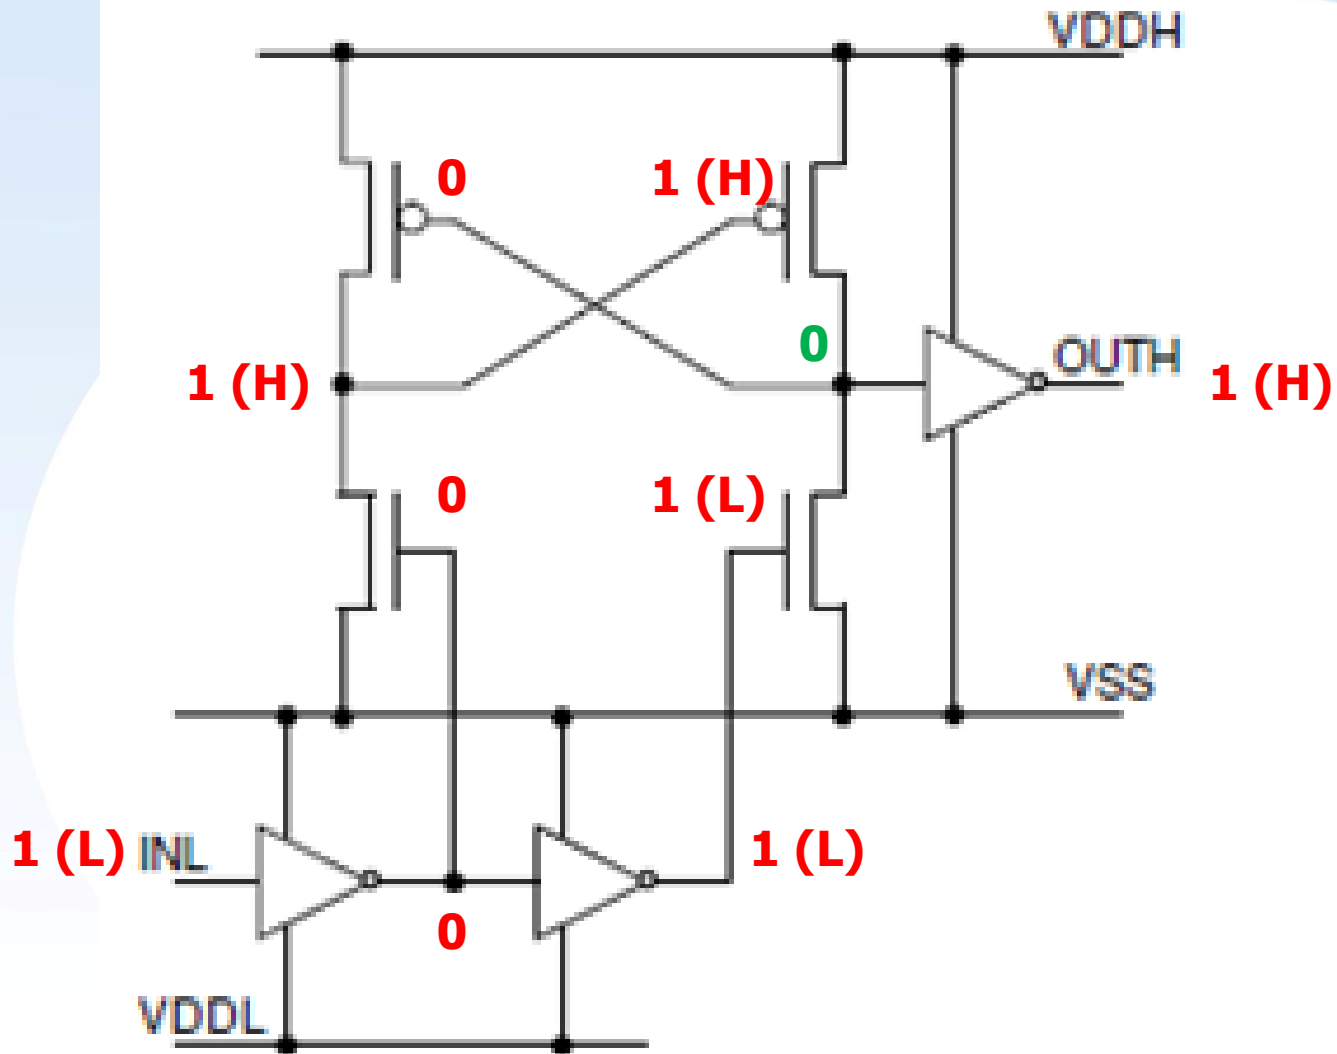 VDDH
0
1 (H)
0
OUTH
1 (H)
1 (H)
0
1 (L)
VSS
1 (L)
INL
1 (L)
0
VDDL